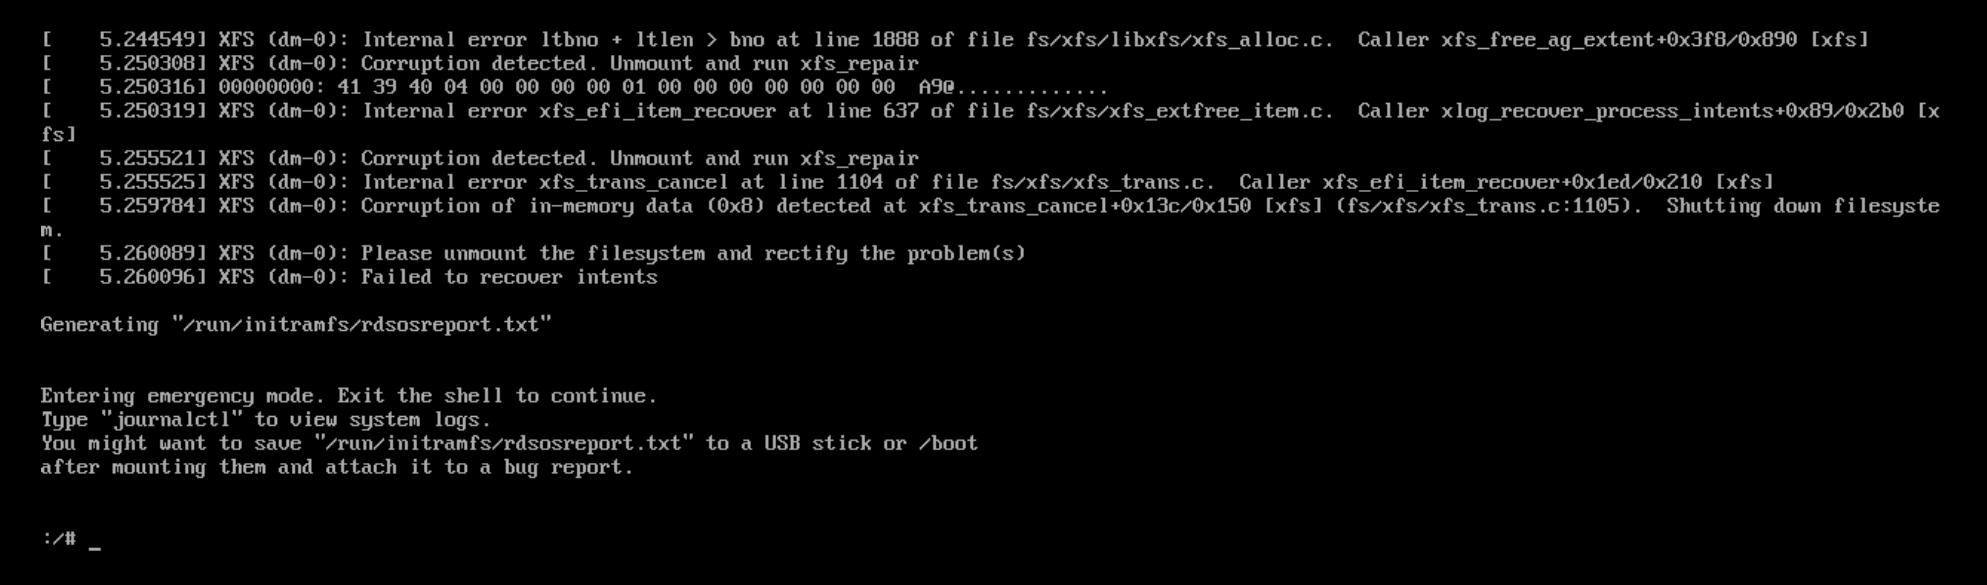 [    5.244549] XFS (dm-0): Internal error ltbno + ltlen > bno at line 1888 of file fs/xfs/libxfs/xfs_alloc.c.  Caller xfs_free_ag_extent+0x3f8/0x890 [xfs]
[    5.250308] XFS (dm-0): Corruption detected. Unmount and run xfs_repair
[    5.250316] 00000000: 41 39 40 04 00 00 00 00 01 00 00 00 00 00 00 00  A9@.............
[    5.250319] XFS (dm-0): Internal error xfs_efi_item_recover at line 637 of file fs/xfs/xfs_extfree_item.c.  Caller xlog_recover_process_intents+0x89/0x2b0 [x
fs]
[    5.255521] XFS (dm-0): Corruption detected. Unmount and run xfs_repair
[    5.255525] XFS (dm-0): Internal error xfs_trans_cancel at line 1104 of file fs/xfs/xfs_trans.c.  Caller xfs_efi_item_recover+0x1ed/0x210 [xfs]
[    5.259784] XFS (dm-0): Corruption of in-memory data (0x8) detected at xfs_trans_cancel+0x13c/0x150 [xfs] (fs/xfs/xfs_trans.c:1105).  Shutting down filesyste
m.
[    5.260089] XFS (dm-0): Please unmount the filesystem and rectify the problem(s)
[    5.260096] XFS (dm-0): Failed to recover intents
Generating "/run/initramfs/rdsosreport.txt"
Entering emergency mode. Exit the shell to continue.
Type "journalctl" to view system logs.
You might want to save "/run/initramfs/rdsosreport.txt" to a USB stick or /boot
after mounting them and attach it to a bug report.
:/# _